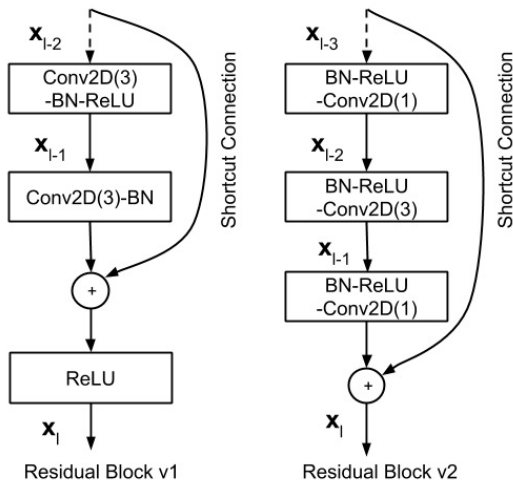 x_{l-2}
Conv2D(3)
-BN-ReLU
x_{l-1}
Conv2D(3)-BN
+
ReLU
x_l
Shortcut Connection
Residual Block v1
x_{l-3}
BN-ReLU
-Conv2D(1)
x_{l-2}
BN-ReLU
-Conv2D(3)
x_{l-1}
BN-ReLU
-Conv2D(1)
+
x_l
Shortcut Connection
Residual Block v2